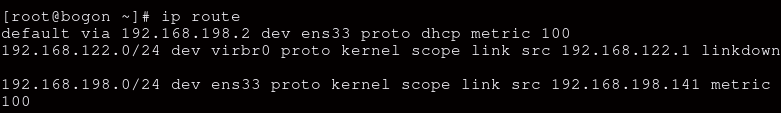 [root@bogon ~]# ip route
default via 192.168.198.2 dev ens33 proto dhcp metric 100
192.168.122.0/24 dev virbr0 proto kernel scope link src 192.168.122.1 linkdown
192.168.198.0/24 dev ens33 proto kernel scope link src 192.168.198.141 metric
100